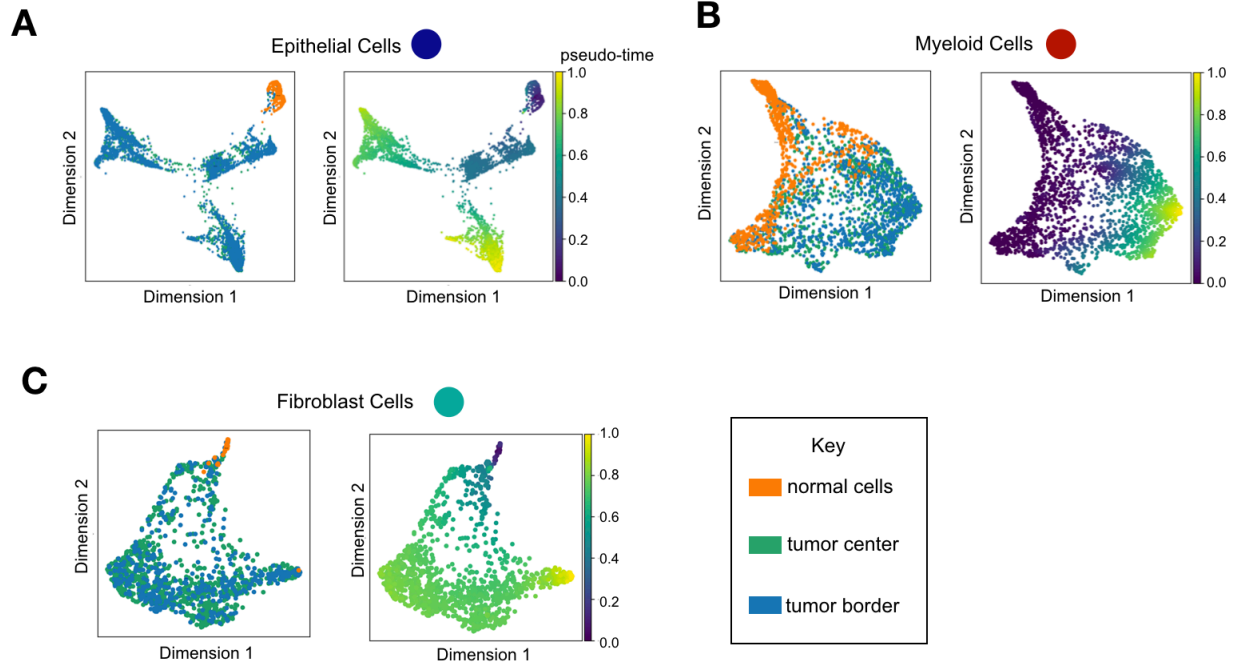 A
Epithelial Cells
pseudo-time
1.0
0.8
0.6
0.4
0.2
0.0
Dimension 2
Dimension 2
Dimension 1
Dimension 1
B
Myeloid Cells
1.0
0.8
0.6
0.4
0.2
0.0
Dimension 2
Dimension 2
Dimension 1
Dimension 1
C
Fibroblast Cells
1.0
0.8
0.6
0.4
0.2
0.0
Dimension 2
Dimension 2
Dimension 1
Dimension 1
Key
normal cells
tumor center
tumor border